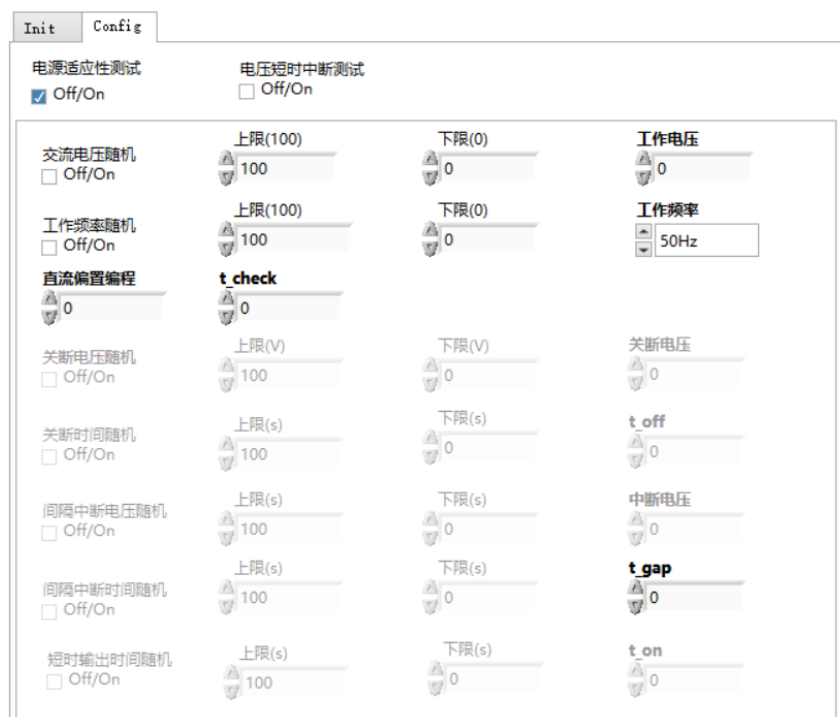 Init Config
电源适应性测试 电压短时中断测试
Off/On Off/On
上限(100) 下限(0) 工作电压
交流电压随机
Off/On 100 0 0
上限(100) 下限(0) 工作频率
工作频率随机
Off/On 100 0 50Hz
直流偏置编程 t_check
0 0
上限(V) 下限(V) 关断电压
关断电压随机
Off/On 100 0 0
上限(s) 下限(s) t_off
关断时间随机
Off/On 100 0 0
上限(s) 下限(s) 中断电压
间隔中断电压随机
Off/On 100 0 0
上限(s) 下限(s) t_gap
间隔中断时间随机
Off/On 100 0 0
上限(s) 下限(s) t_on
短时输出时间随机
Off/On 100 0 0